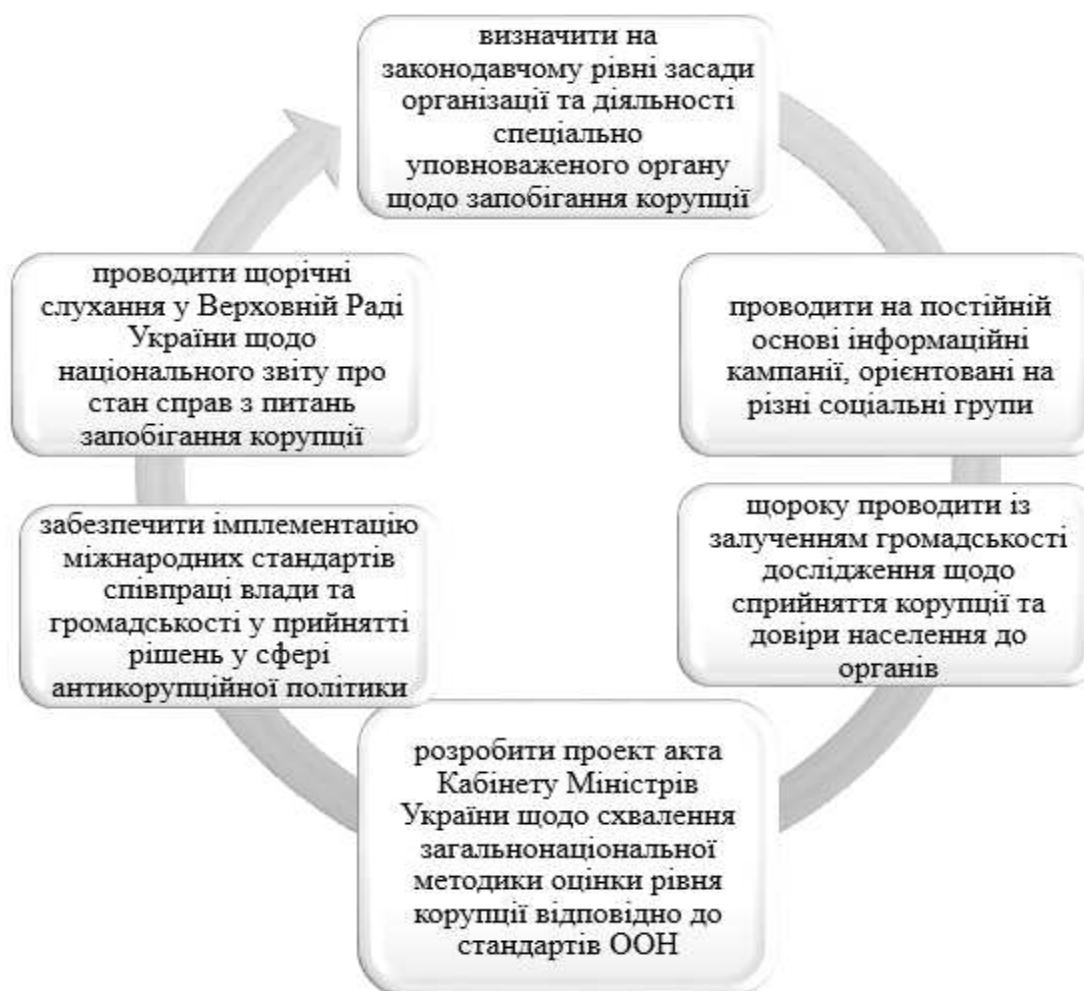 визначити на
законодавчому рівні засади
організації та діяльності
спеціально
уповноваженого органу
щодо запобігання корупції
проводити на постійній
основі інформаційні
кампанії, орієнтовані на
різні соціальні групи
щороку проводити із
залученням громадськості
дослідження щодо
сприйняття корупції та
довіри населення до
органів
розробити проект акта
Кабінету Міністрів
України щодо схвалення
загальнонаціональної
методики оцінки рівня
корупції відповідно до
стандартів ООН
забезпечити імплементацію
міжнародних стандартів
співпраці влади та
громадськості у прийнятті
рішень у сфері
антикорупційної політики
проводити щорічні
слухання у Верховній Раді
України щодо
національного звіту про
стан справ з питань
запобігання корупції